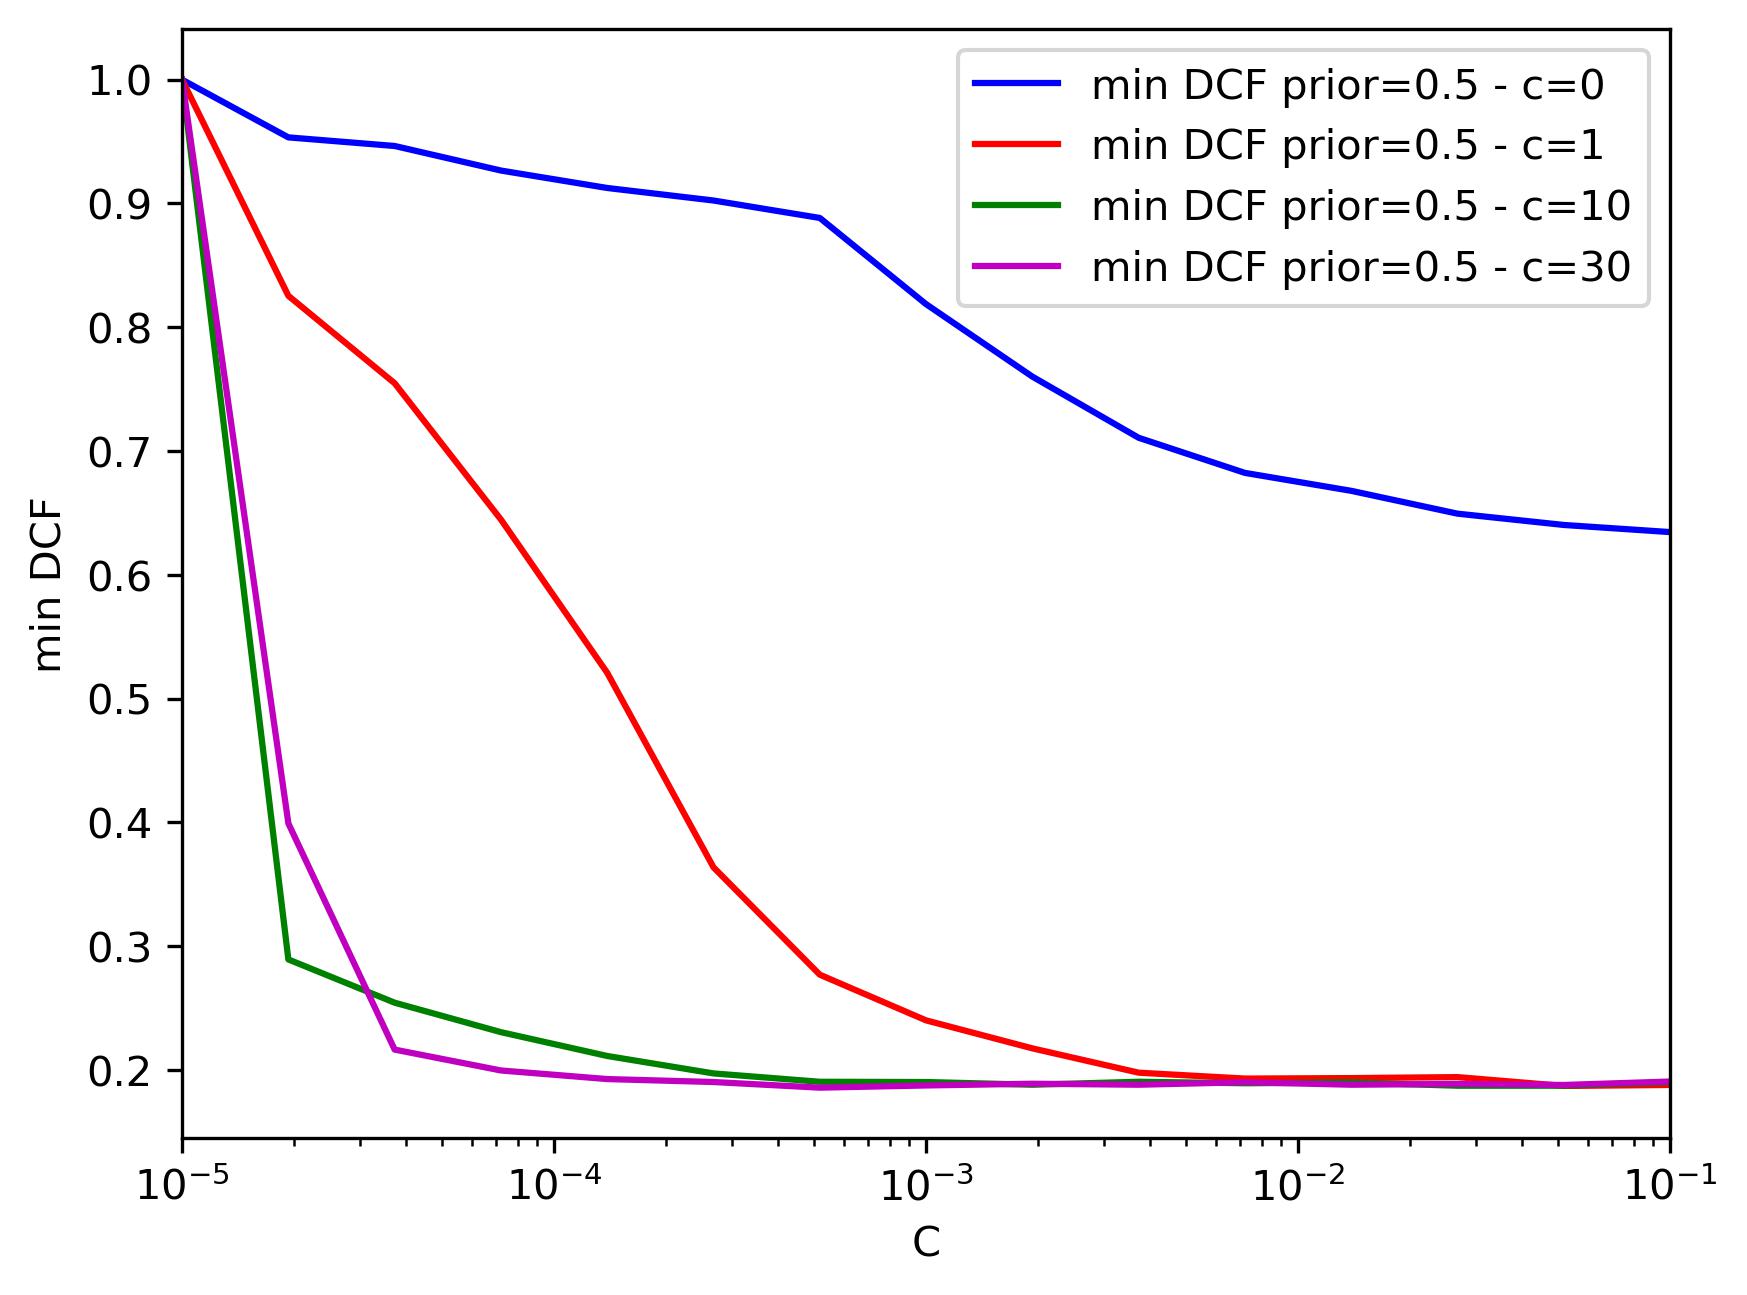 min DCF prior=0.5 - c=0
min DCF prior=0.5 - c=1
min DCF prior=0.5 - c=10
min DCF prior=0.5 - c=30
1.0
0.9
0.8
0.7
0.6
0.5
0.4
0.3
0.2
min DCF
10⁻⁵ 10⁻⁴ 10⁻³ 10⁻² 10⁻¹
C